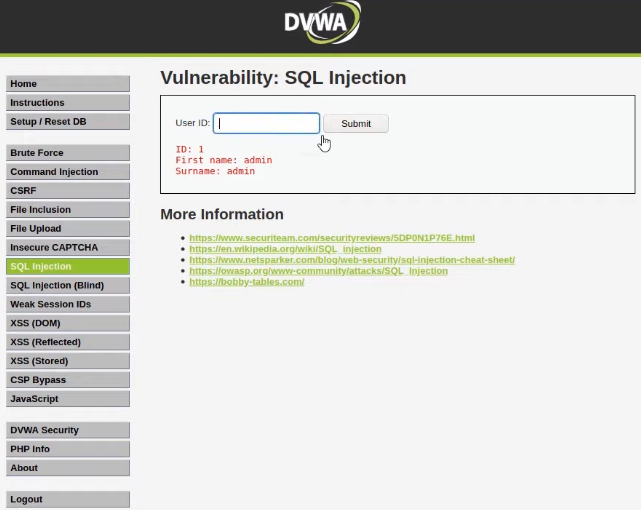 DVWA
Home
Instructions
Setup / Reset DB
Brute Force
Command Injection
CSRF
File Inclusion
File Upload
Insecure CAPTCHA
SQL Injection
SQL Injection (Blind)
Weak Session IDs
XSS (DOM)
XSS (Reflected)
XSS (Stored)
CSP Bypass
JavaScript
DVWA Security
PHP Info
About
Logout
Vulnerability: SQL Injection
User ID: Submit
ID: 1
First name: admin
Surname: admin
More Information
https://www.securiteam.com/securityreviews/5DP0N1P76E.html
https://en.wikipedia.org/wiki/SQL_injection
https://www.netsparker.com/blog/web-security/sql-injection-cheat-sheet/
https://owasp.org/www-community/attacks/SQL_Injection
https://bobby-tables.com/